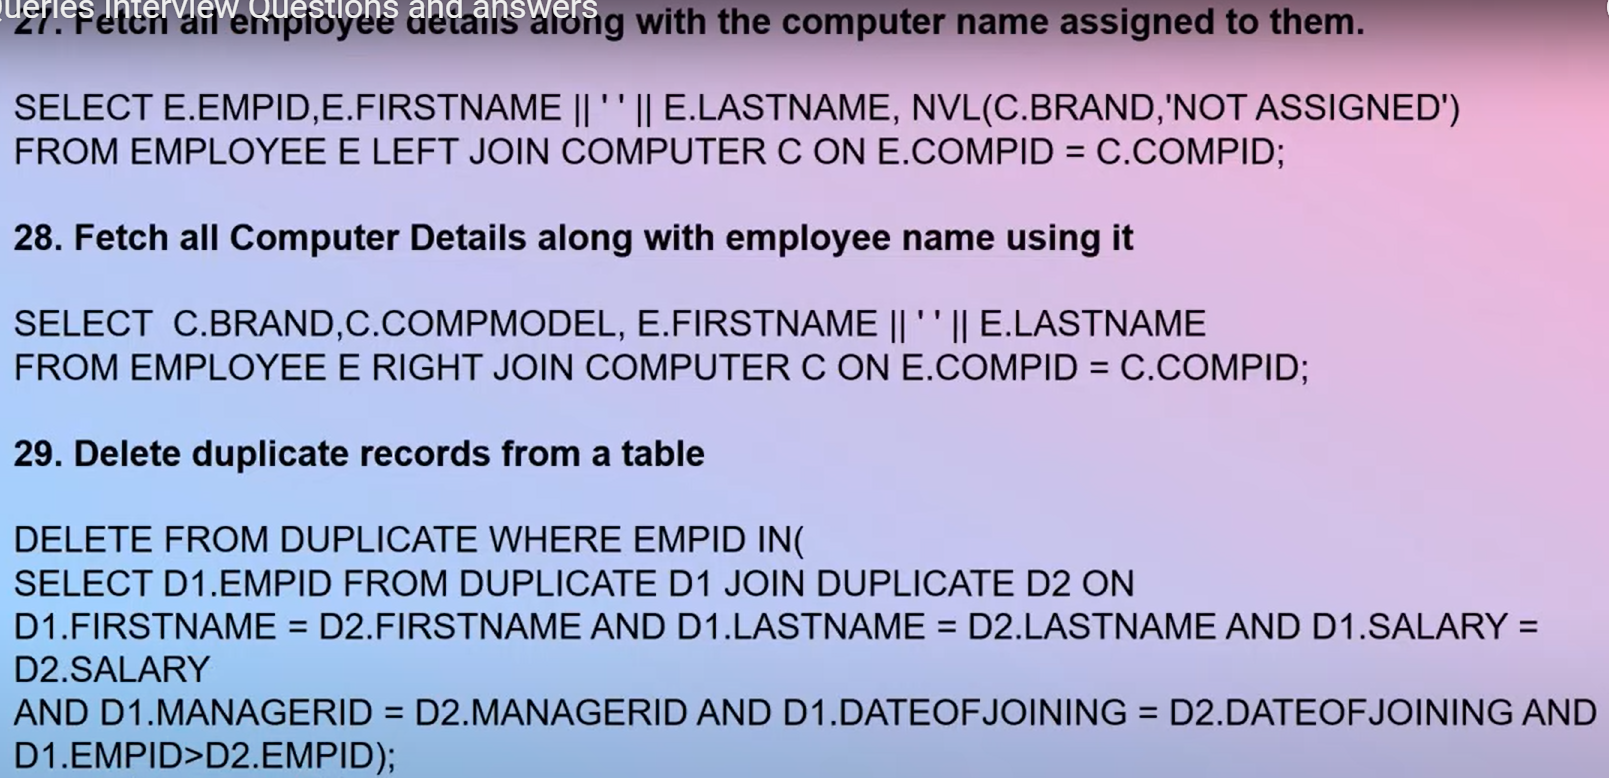 Queries Interview Questions and answers
27. Fetch all employee details along with the computer name assigned to them.
SELECT E.EMPID,E.FIRSTNAME || ' ' || E.LASTNAME, NVL(C.BRAND,'NOT ASSIGNED')
FROM EMPLOYEE E LEFT JOIN COMPUTER C ON E.COMPID = C.COMPID;
28. Fetch all Computer Details along with employee name using it
SELECT  C.BRAND,C.COMPMODEL, E.FIRSTNAME || ' ' || E.LASTNAME
FROM EMPLOYEE E RIGHT JOIN COMPUTER C ON E.COMPID = C.COMPID;
29. Delete duplicate records from a table
DELETE FROM DUPLICATE WHERE EMPID IN(
SELECT D1.EMPID FROM DUPLICATE D1 JOIN DUPLICATE D2 ON
D1.FIRSTNAME = D2.FIRSTNAME AND D1.LASTNAME = D2.LASTNAME AND D1.SALARY =
D2.SALARY
AND D1.MANAGERID = D2.MANAGERID AND D1.DATEOFJOINING = D2.DATEOFJOINING AND
D1.EMPID>D2.EMPID);